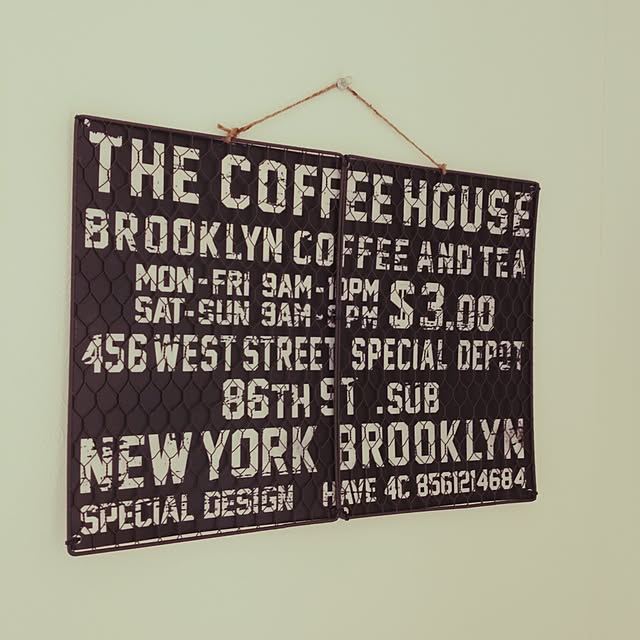 THE COFFEE HOUSE
BROOKLYN COFFEE AND TEA
MON-FRI 9AM-10PM
SAT-SUN 9AM-9PM $3.00
456 WEST STREET SPECIAL DEPOT
86TH ST .SUB
NEW YORK BROOKLYN
SPECIAL DESIGN HAVE 4C 8561214684